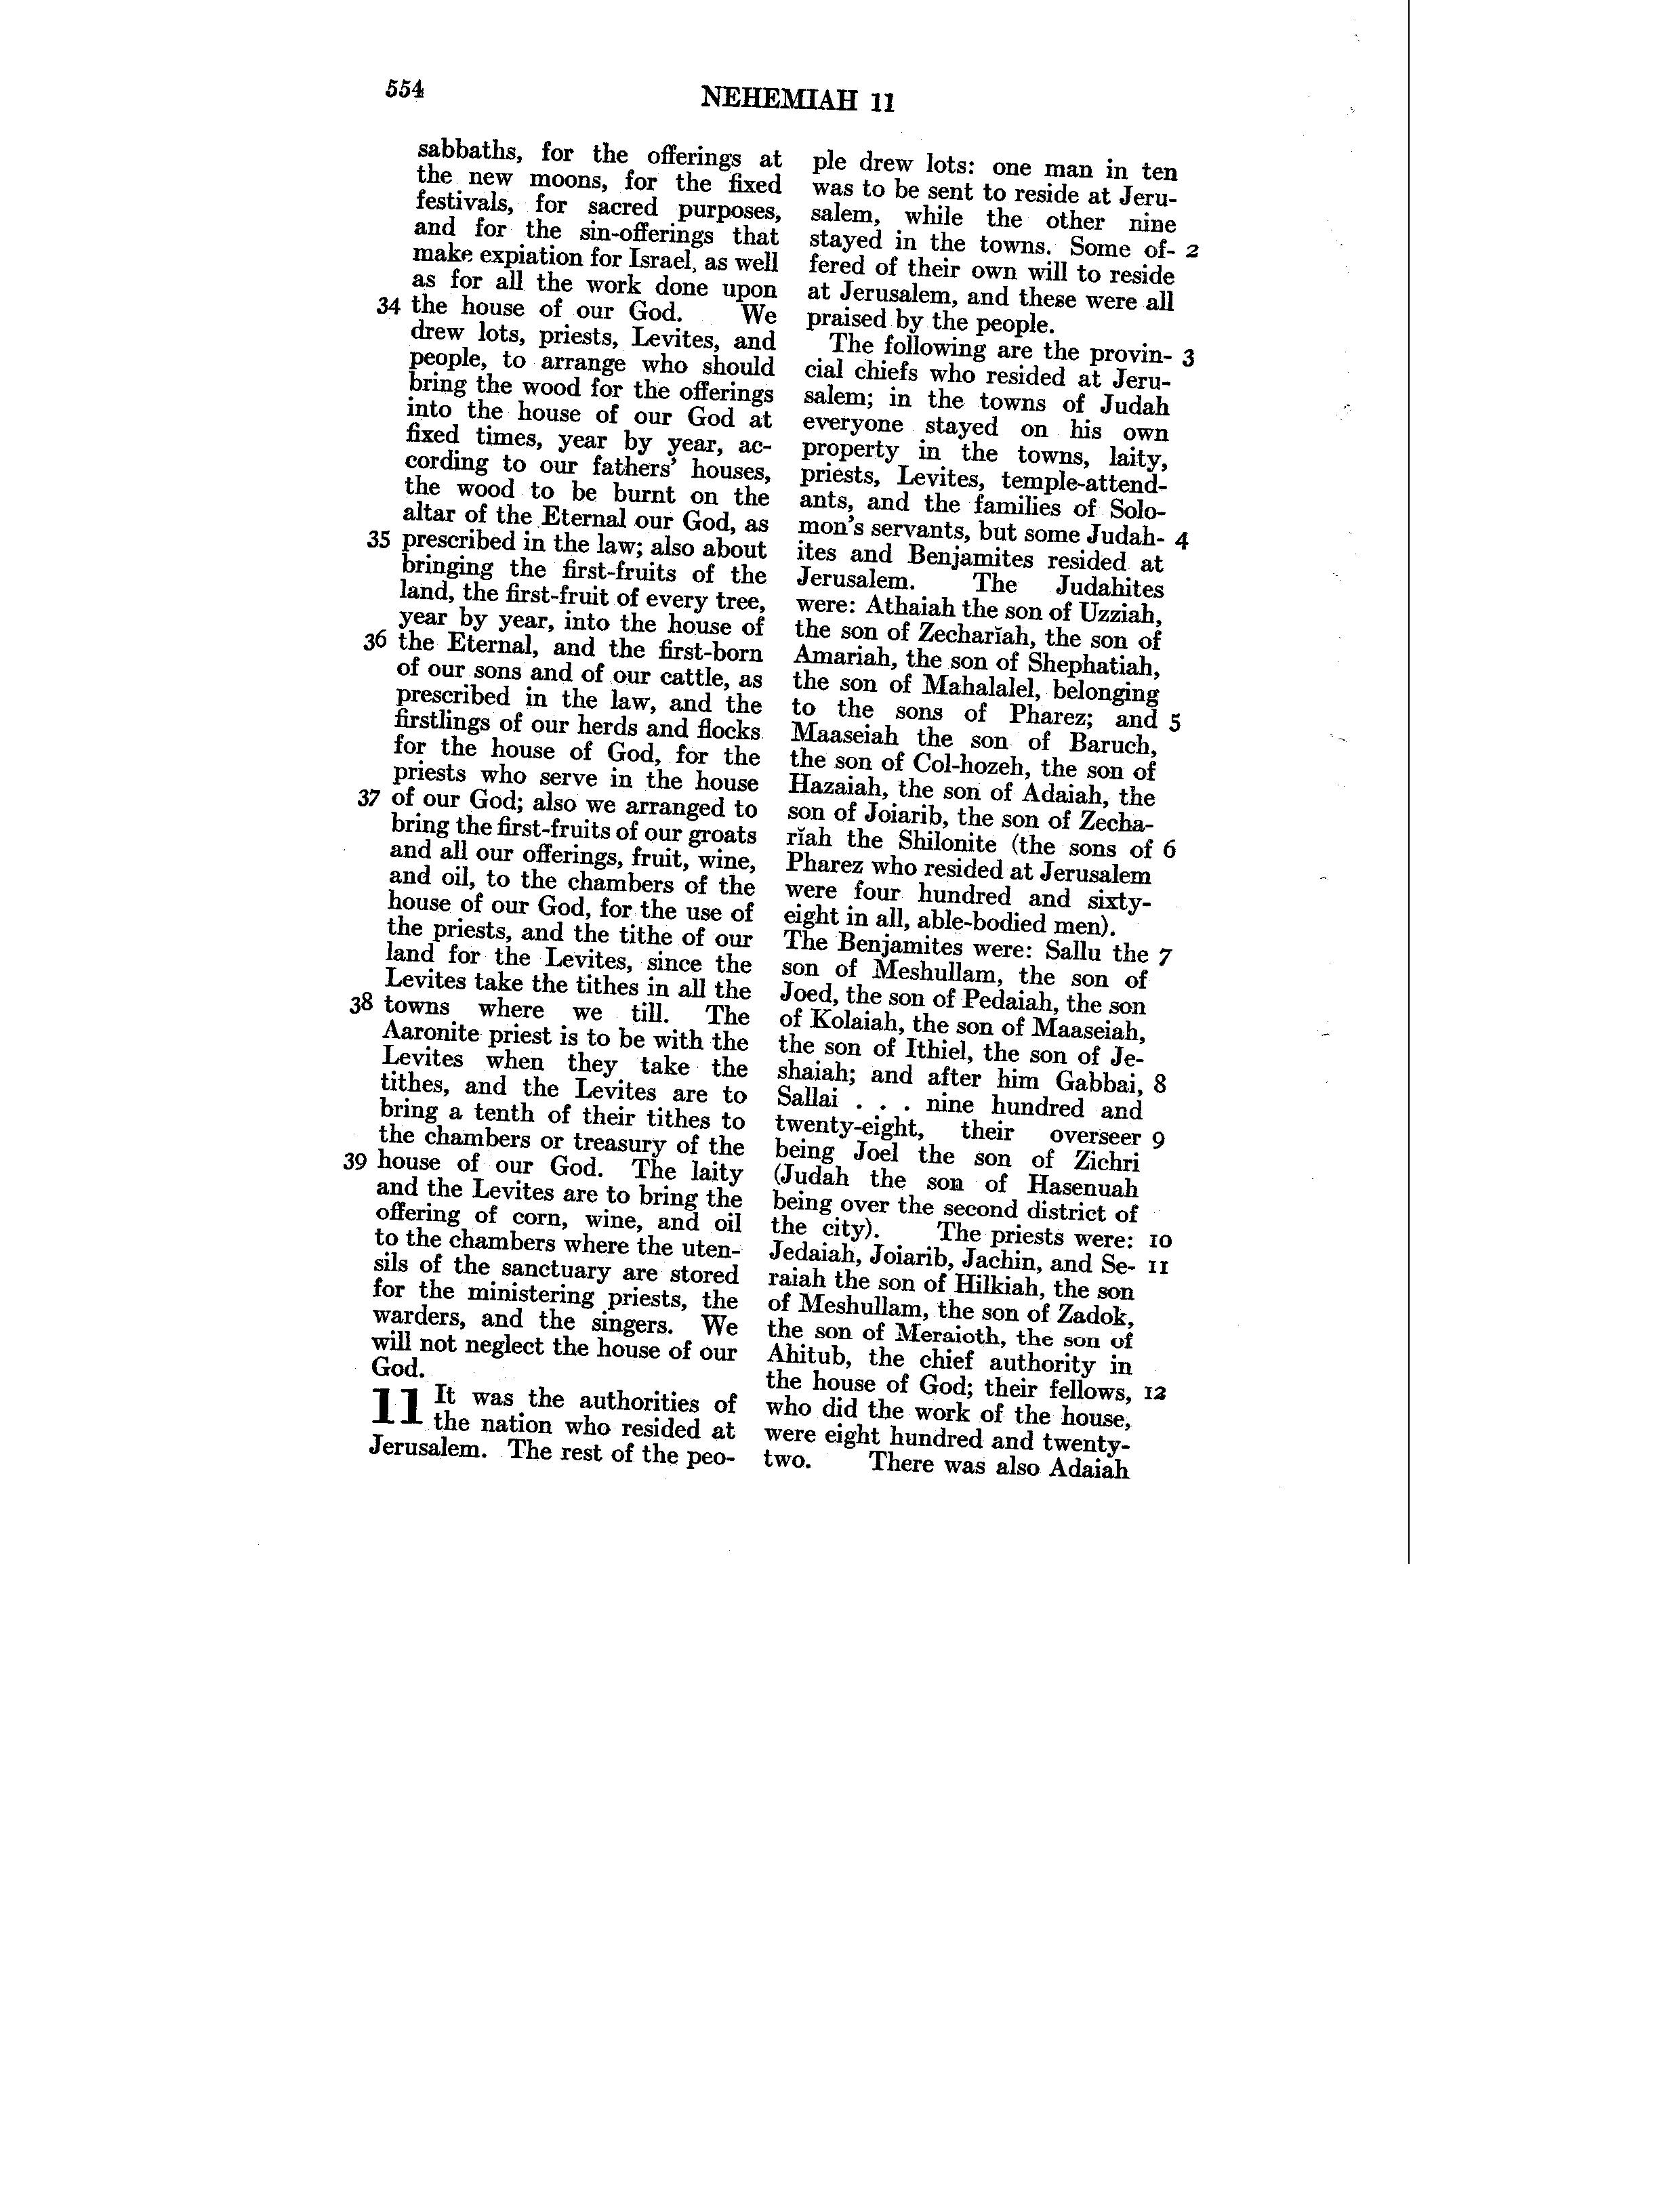 554
NEHEMIAH 11
sabbaths, for the offerings at
the new moons, for the fixed
festivals, for sacred purposes,
and for the sin-offerings that
make expiation for Israel, as well
as for all the work done upon
34 the house of our God. We
drew lots, priests, Levites, and
people, to arrange who should
bring the wood for the offerings
into the house of our God at
fixed times, year by year, ac-
cording to our fathers' houses,
the wood to be burnt on the
altar of the Eternal our God, as
35 prescribed in the law; also about
bringing the first-fruits of the
land, the first-fruit of every tree,
year by year, into the house of
36 the Eternal, and the first-born
of our sons and of our cattle, as
prescribed in the law, and the
firstlings of our herds and flocks
for the house of God, for the
priests who serve in the house
37 of our God; also we arranged to
bring the first-fruits of our groats
and all our offerings, fruit, wine,
and oil, to the chambers of the
house of our God, for the use of
the priests, and the tithe of our
land for the Levites, since the
Levites take the tithes in all the
38 towns where we till. The
Aaronite priest is to be with the
Levites when they take the
tithes, and the Levites are to
bring a tenth of their tithes to
the chambers or treasury of the
39 house of our God. The laity
and the Levites are to bring the
offering of corn, wine, and oil
to the chambers where the uten-
sils of the sanctuary are stored
for the ministering priests, the
warders, and the singers. We
will not neglect the house of our
God.
11 It was the authorities of
the nation who resided at
Jerusalem. The rest of the peo-
ple drew lots: one man in ten
was to be sent to reside at Jeru-
salem, while the other nine
stayed in the towns. Some of- 2
fered of their own will to reside
at Jerusalem, and these were all
praised by the people.
The following are the provin- 3
cial chiefs who resided at Jeru-
salem; in the towns of Judah
everyone stayed on his own
property in the towns, laity,
priests, Levites, temple-attend-
ants, and the families of Solo-
mon's servants, but some Judah- 4
ites and Benjamites resided at
Jerusalem. The Judahites
were: Athaiah the son of Uzziah,
the son of Zecharĭah, the son of
Amariah, the son of Shephatiah,
the son of Mahalalel, belonging
to the sons of Pharez; and 5
Maaseiah the son of Baruch,
the son of Col-hozeh, the son of
Hazaiah, the son of Adaiah, the
son of Joiarib, the son of Zecha-
rĭah the Shilonite (the sons of 6
Pharez who resided at Jerusalem
were four hundred and sixty-
eight in all, able-bodied men).
The Benjamites were: Sallu the 7
son of Meshullam, the son of
Joed, the son of Pedaiah, the son
of Kolaiah, the son of Maaseiah,
the son of Ithiel, the son of Je-
shaiah; and after him Gabbai, 8
Sallai . . . nine hundred and
twenty-eight, their overseer 9
being Joel the son of Zichri
(Judah the son of Hasenuah
being over the second district of
the city). The priests were: 10
Jedaiah, Joiarib, Jachin, and Se- 11
raiah the son of Hilkiah, the son
of Meshullam, the son of Zadok,
the son of Meraioth, the son of
Ahitub, the chief authority in
the house of God; their fellows, 12
who did the work of the house,
were eight hundred and twenty-
two. There was also Adaiah